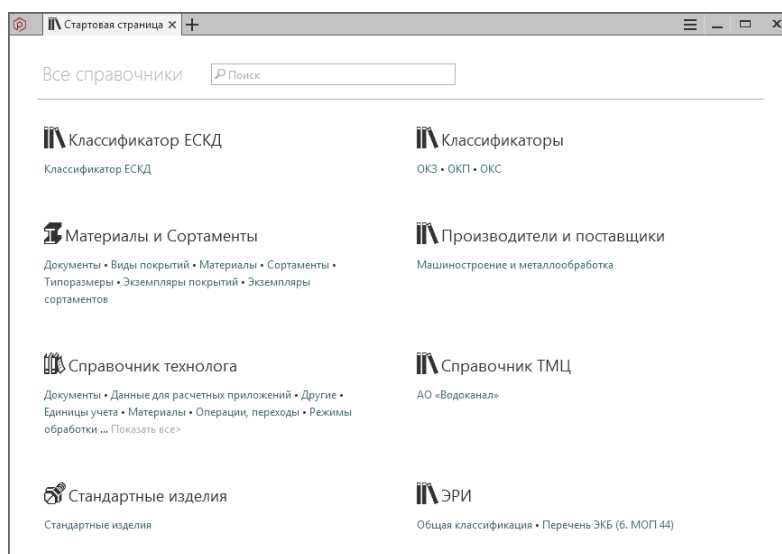 Стартовая страница
Все справочники
Поиск
Классификатор ЕСКД
Классификатор ЕСКД
Классификаторы
ОКЗ • ОКП • ОКС
Материалы и Сортаменты
Документы • Виды покрытий • Материалы • Сортаменты •
Типоразмеры • Экземпляры покрытий • Экземпляры
сортаментов
Производители и поставщики
Машиностроение и металлообработка
Справочник технолога
Документы • Данные для расчетных приложений • Другие •
Единицы учета • Материалы • Операции, переходы • Режимы
обработки ... Показать все>
Справочник ТМЦ
АО «Водоканал»
Стандартные изделия
Стандартные изделия
ЭРИ
Общая классификация • Перечень ЭКБ (б. МОП 44)